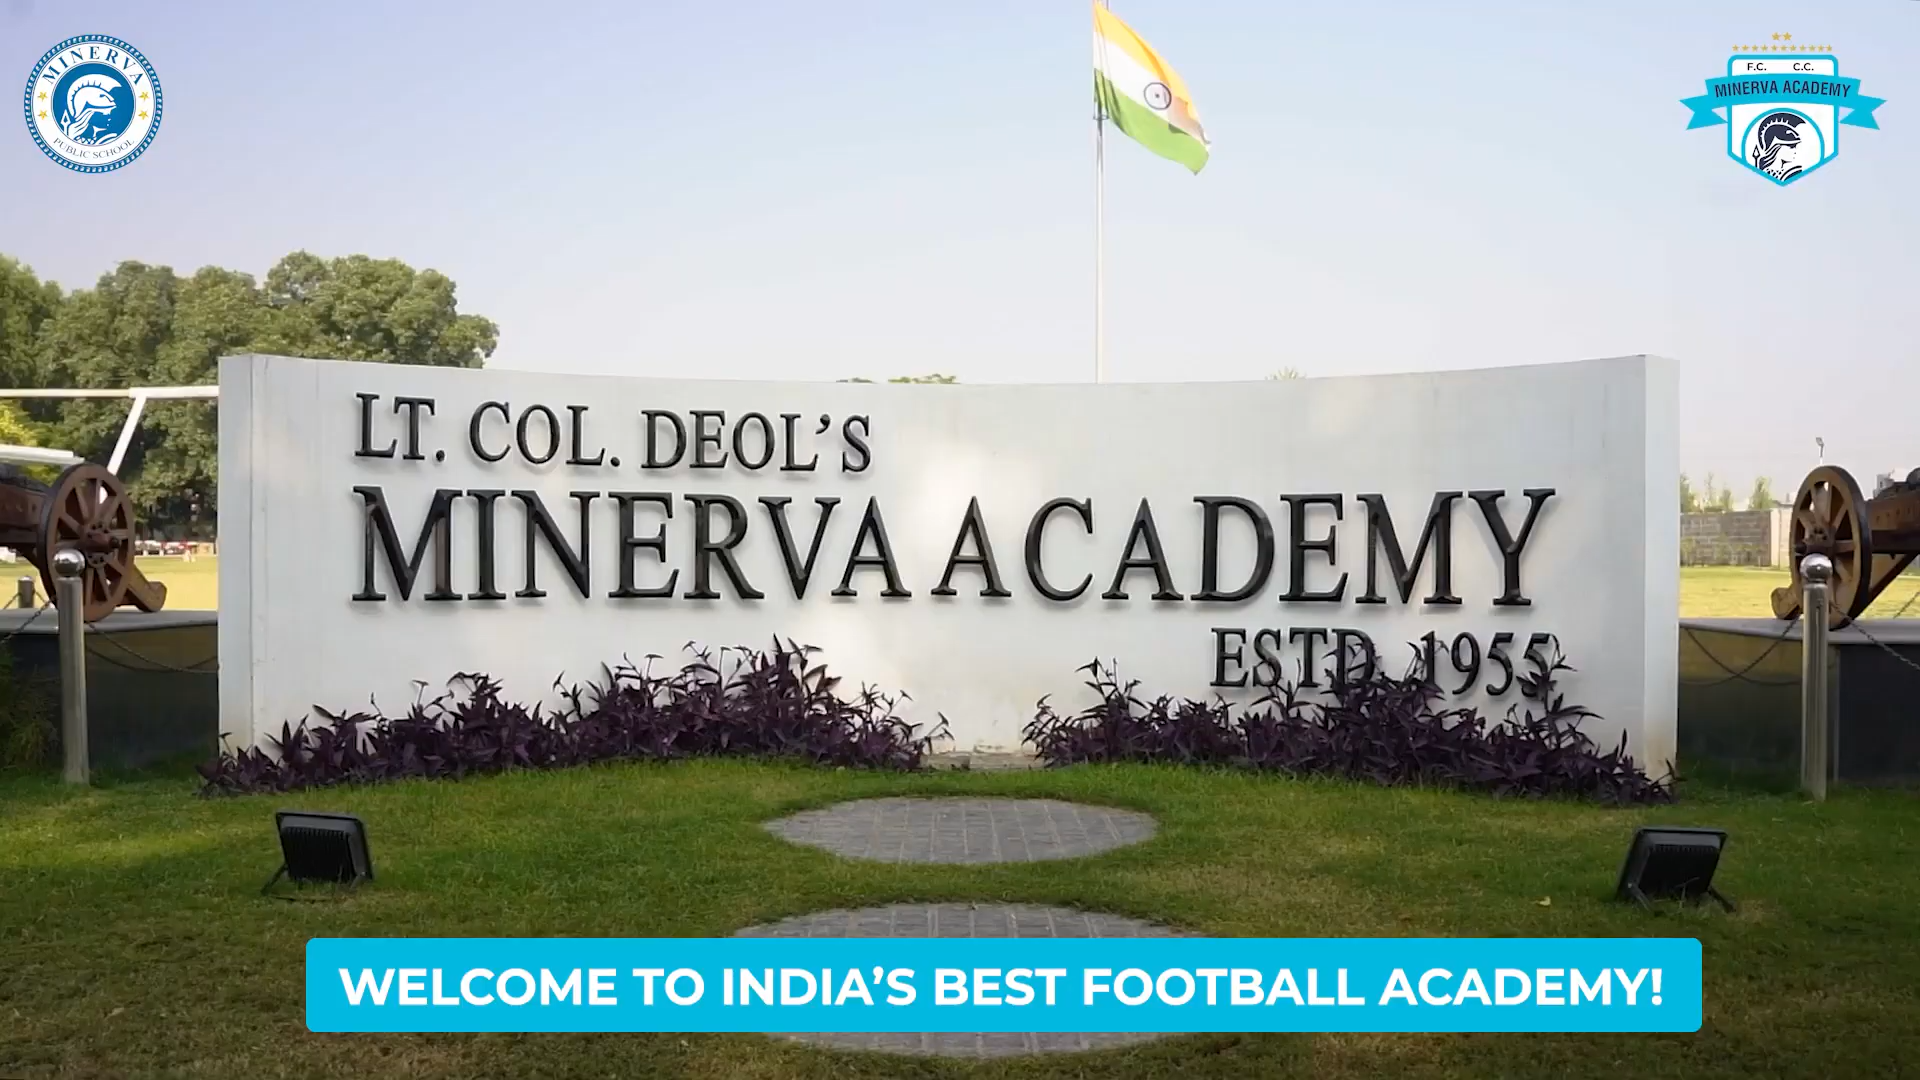 MINERVA
PUBLIC SCHOOL
F.C. C.C.
MINERVA ACADEMY
LT. COL. DEOL'S
MINERVA ACADEMY
ESTD. 1955
WELCOME TO INDIA’S BEST FOOTBALL ACADEMY!